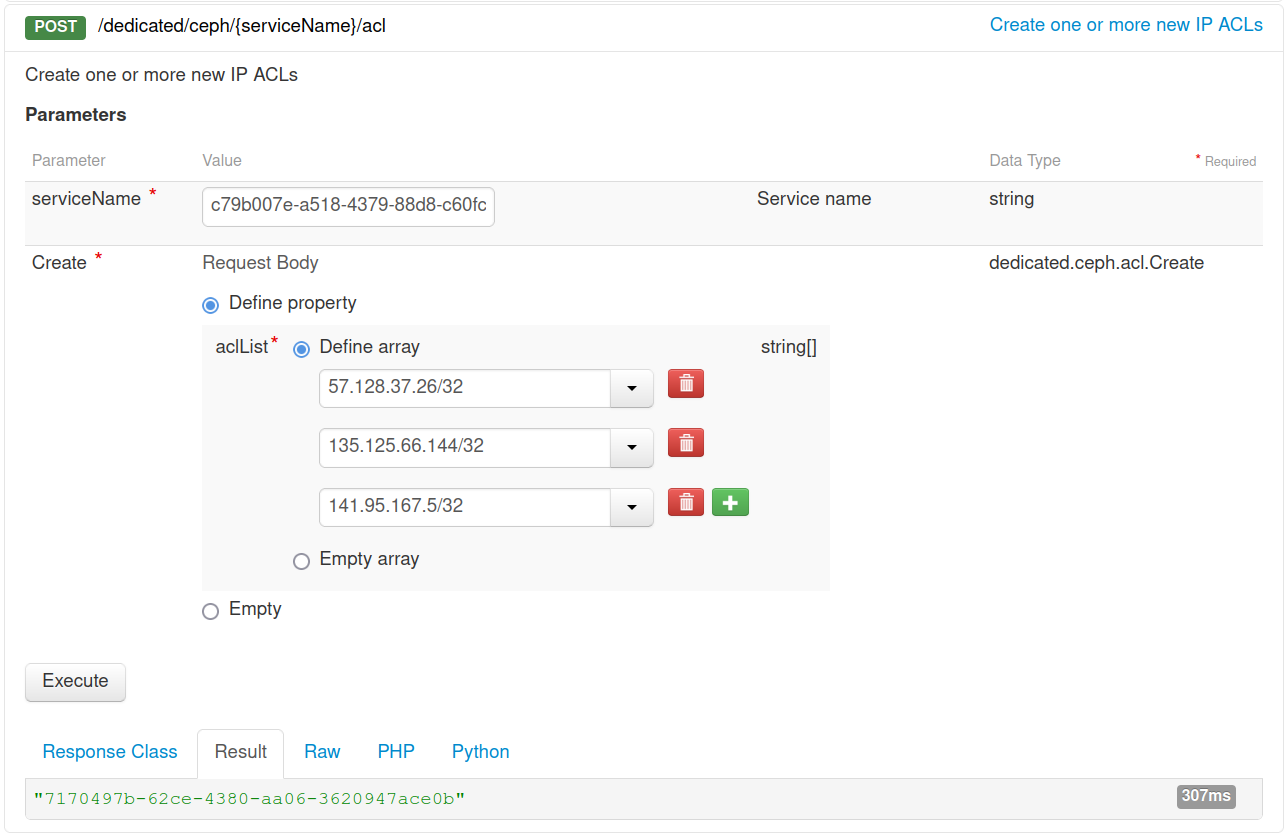 POST /dedicated/ceph/{serviceName}/acl Create one or more new IP ACLs
Create one or more new IP ACLs
Parameters
Parameter Value Data Type * Required
serviceName * c79b007e-a518-4379-88d8-c60fc Service name string
Create * Request Body dedicated.ceph.acl.Create
Define property
aclList* Define array string[]
57.128.37.26/32
135.125.66.144/32
141.95.167.5/32
Empty array
Empty
Execute
Response Class Result Raw PHP Python
"7170497b-62ce-4380-aa06-3620947ace0b" 307ms